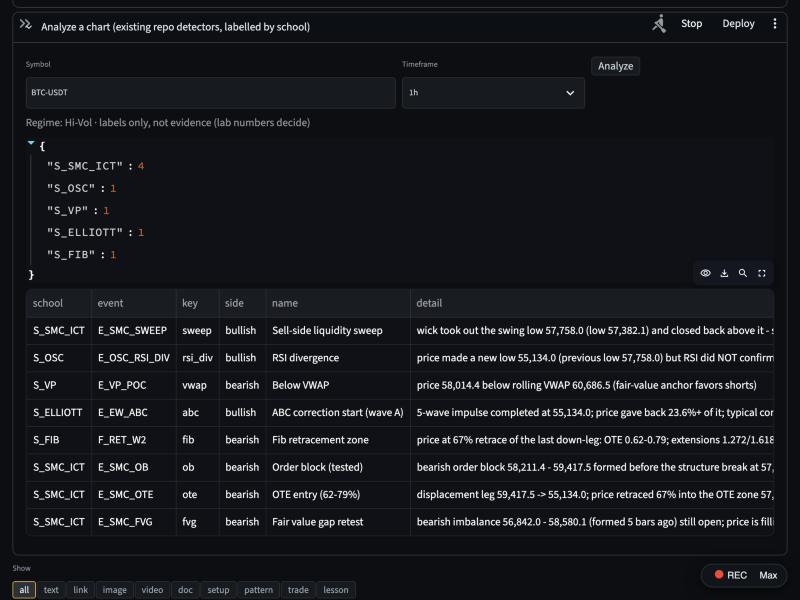 Analyze a chart (existing repo detectors, labelled by school)
Stop Deploy
Symbol Timeframe
BTC-USDT 1h Analyze
Regime: Hi-Vol · labels only, not evidence (lab numbers decide)
{
"S_SMC_ICT" : 4
"S_OSC" : 1
"S_VP" : 1
"S_ELLIOTT" : 1
"S_FIB" : 1
}
school event key side name detail
S_SMC_ICT E_SMC_SWEEP sweep bullish Sell-side liquidity sweep wick took out the swing low 57,758.0 (low 57,382.1) and closed back above it -
S_OSC E_OSC_RSI_DIV rsi_div bullish RSI divergence price made a new low 55,134.0 (previous low 57,758.0) but RSI did NOT confirm
S_VP E_VP_POC vwap bearish Below VWAP price 58,014.4 below rolling VWAP 60,686.5 (fair-value anchor favors shorts)
S_ELLIOTT E_EW_ABC abc bullish ABC correction start (wave A) 5-wave impulse completed at 55,134.0; price gave back 23.6%+ of it; typical cor
S_FIB F_RET_W2 fib bearish Fib retracement zone price at 67% retrace of the last down-leg: OTE 0.62-0.79; extensions 1.272/1.618
S_SMC_ICT E_SMC_OB ob bearish Order block (tested) bearish order block 58,211.4 - 59,417.5 formed before the structure break at 57,
S_SMC_ICT E_SMC_OTE ote bearish OTE entry (62-79%) displacement leg 59,417.5 -> 55,134.0; price retraced 67% into the OTE zone 57,
S_SMC_ICT E_SMC_FVG fvg bearish Fair value gap retest bearish imbalance 56,842.0 - 58,580.1 (formed 5 bars ago) still open; price is filli
Show
all text link image video doc setup pattern trade lesson
REC Max